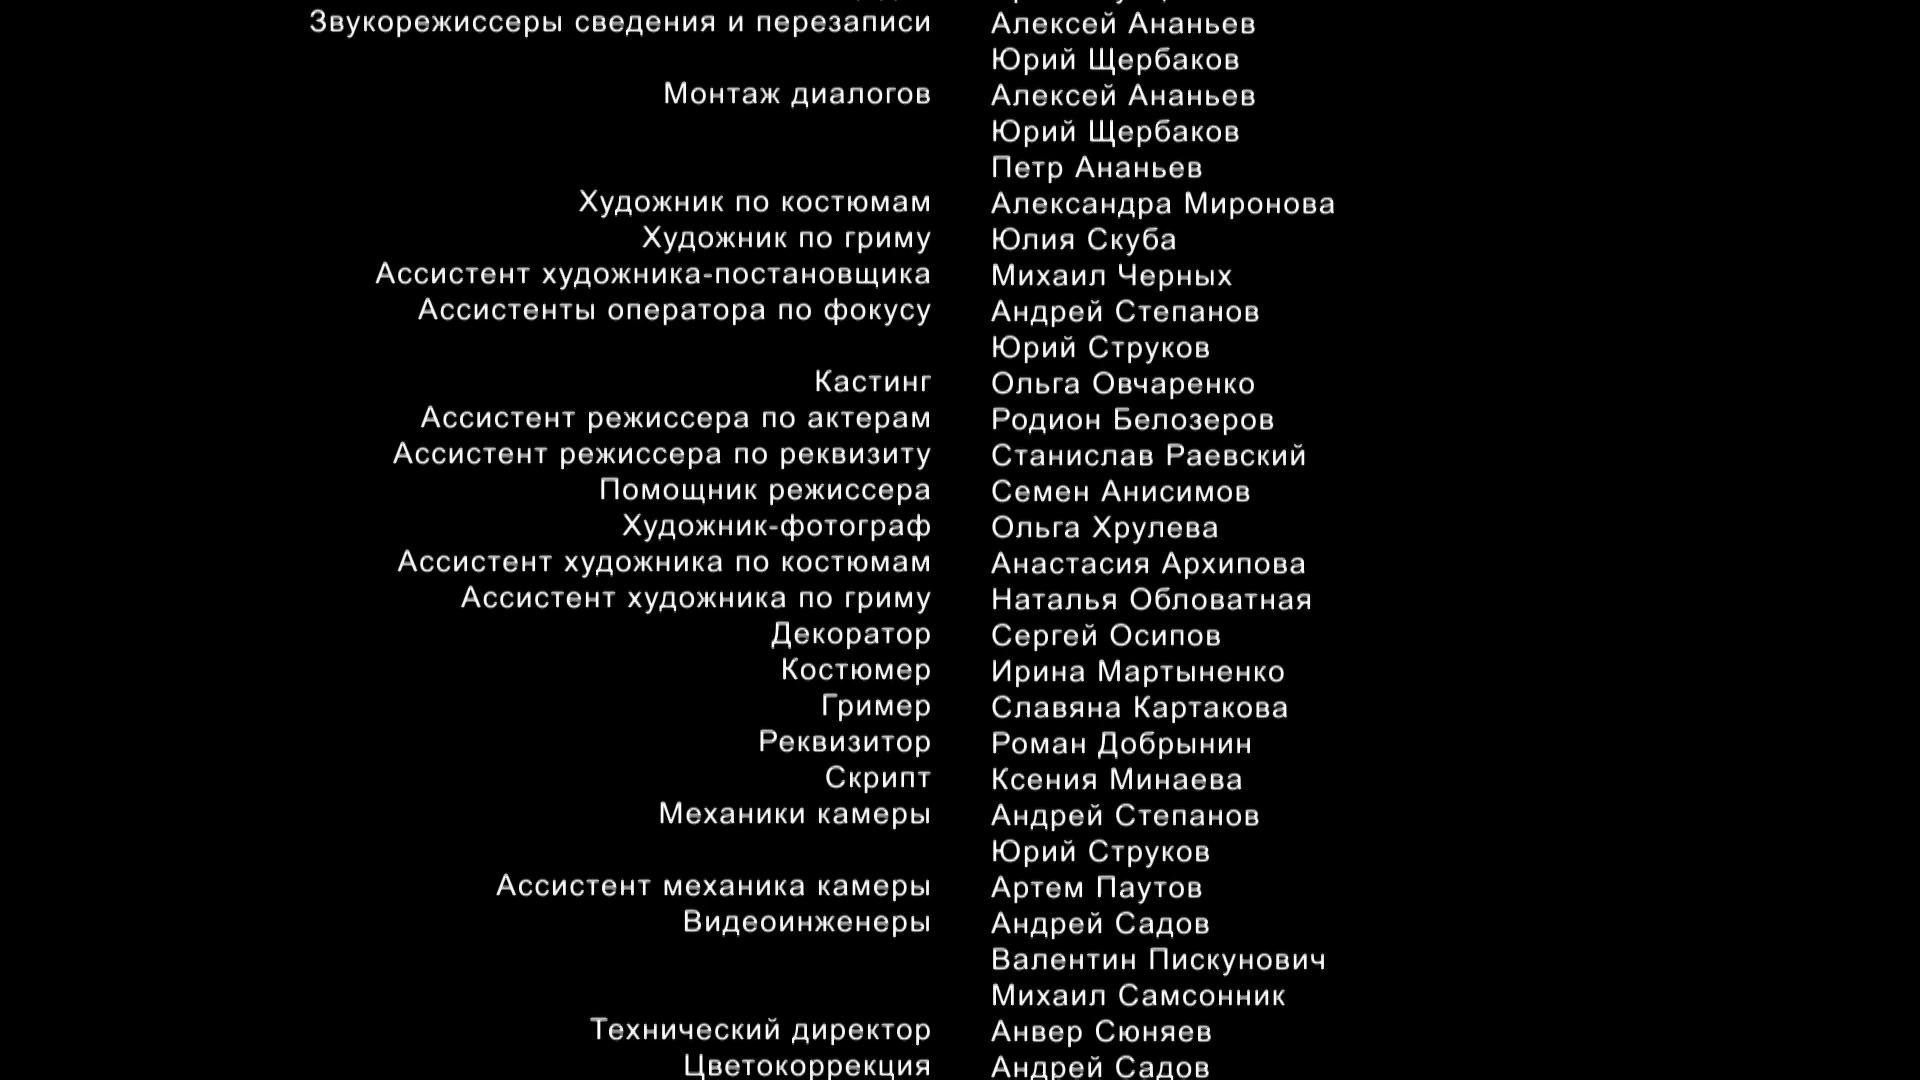 Звукорежиссеры сведения и перезаписи Алексей Ананьев
Юрий Щербаков
Монтаж диалогов Алексей Ананьев
Юрий Щербаков
Петр Ананьев
Художник по костюмам Александра Миронова
Художник по гриму Юлия Скуба
Ассистент художника-постановщика Михаил Черных
Ассистенты оператора по фокусу Андрей Степанов
Юрий Струков
Кастинг Ольга Овчаренко
Ассистент режиссера по актерам Родион Белозеров
Ассистент режиссера по реквизиту Станислав Раевский
Помощник режиссера Семен Анисимов
Художник-фотограф Ольга Хрулева
Ассистент художника по костюмам Анастасия Архипова
Ассистент художника по гриму Наталья Обловатная
Декоратор Сергей Осипов
Костюмер Ирина Мартыненко
Гример Славяна Картакова
Реквизитор Роман Добрынин
Скрипт Ксения Минаева
Механики камеры Андрей Степанов
Юрий Струков
Ассистент механика камеры Артем Паутов
Видеоинженеры Андрей Садов
Валентин Пискунович
Михаил Самсонник
Технический директор Анвер Сюняев
Цветокоррекция Андрей Садов